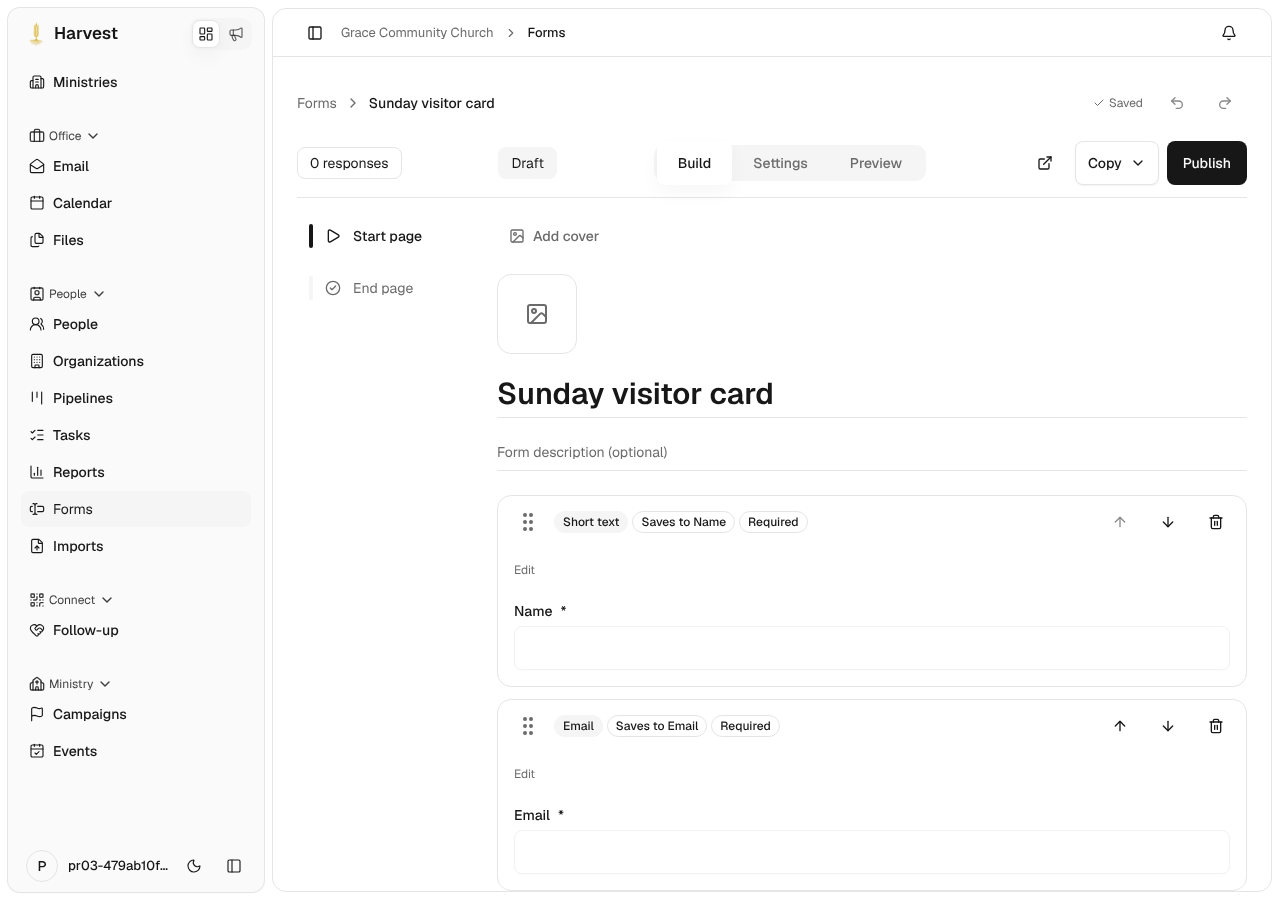 Harvest
Ministries
Office
Email
Calendar
Files
People
People
Organizations
Pipelines
Tasks
Reports
Forms
Imports
Connect
Follow-up
Ministry
Campaigns
Events
P
pr03-479ab10f...
Grace Community Church
Forms
Forms
Sunday visitor card
Saved
0 responses
Draft
Build
Settings
Preview
Copy
Publish
Start page
End page
Add cover
Sunday visitor card
Form description (optional)
Short text
Saves to Name
Required
Edit
Name *
Email
Saves to Email
Required
Edit
Email *